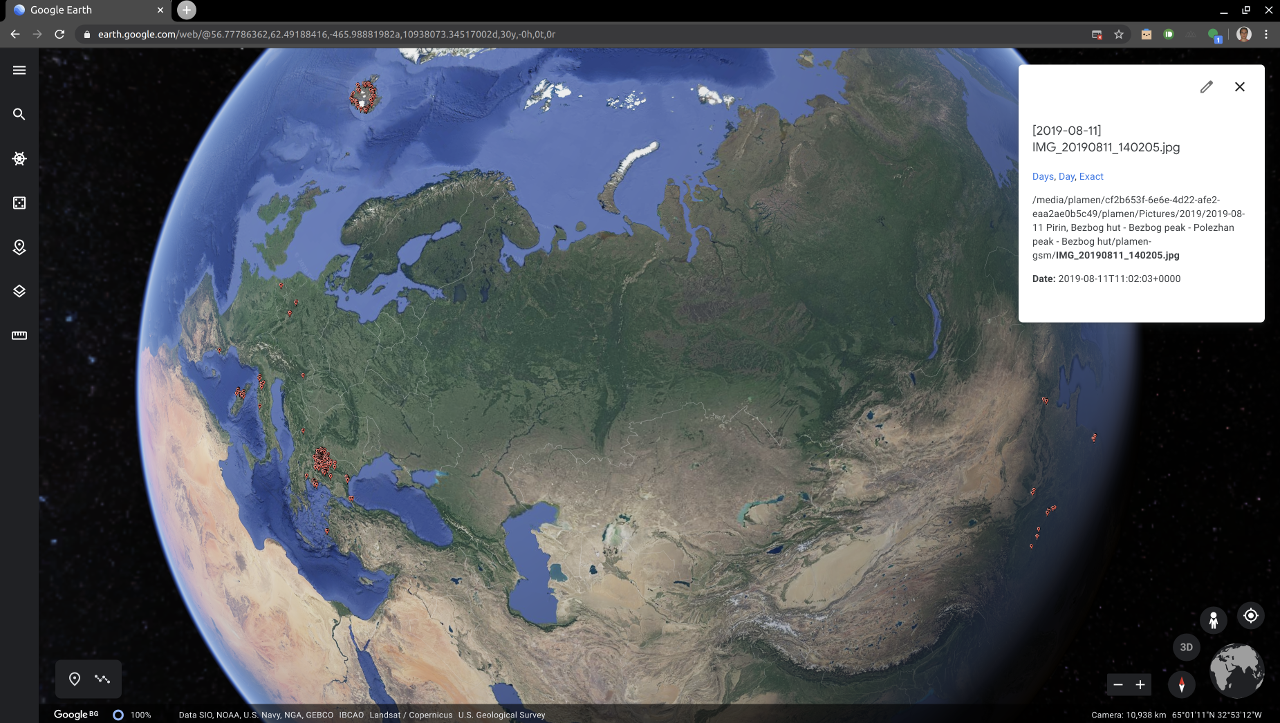 Google Earth
earth.google.com/web/@56.77786362,62.49188416,-465.98881982a,10938073.34517002d,30y,-0h,0t,0r
1
[2019-08-11]
IMG_20190811_140205.jpg
Days, Day, Exact
/media/plamen/cf2b653f-6e6e-4d22-afe2-
eaa2ae0b5c49/plamen/Pictures/2019/2019-08-
11 Pirin, Bezbog hut - Bezbog peak - Polezhan
peak - Bezbog hut/plamen-
gsm/IMG_20190811_140205.jpg
Date: 2019-08-11T11:02:03+0000
3D
Google BG
100%
Data SIO, NOAA, U.S. Navy, NGA, GEBCO IBCAO Landsat / Copernicus U.S. Geological Survey
Camera: 10,938 km 65°01'11"N 32°53'12"W